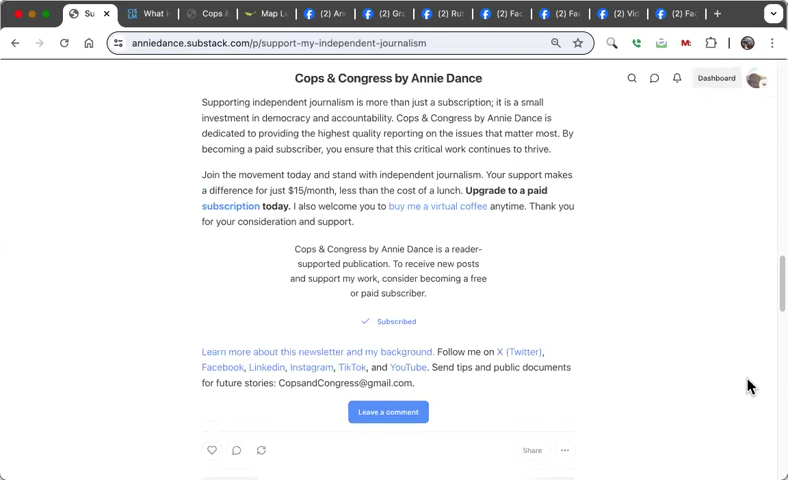 Su
What i
Cops &
Map Le
(2) An
(2) Gra
(2) Rut
(2) Fac
(2) Fac
(2) Vid
(2) Fac
anniedance.substack.com/p/support-my-independent-journalism
Cops & Congress by Annie Dance
Dashboard
Supporting independent journalism is more than just a subscription; it is a small
investment in democracy and accountability. Cops & Congress by Annie Dance is
dedicated to providing the highest quality reporting on the issues that matter most. By
becoming a paid subscriber, you ensure that this critical work continues to thrive.
Join the movement today and stand with independent journalism. Your support makes
a difference for just $15/month, less than the cost of a lunch. Upgrade to a paid
subscription today. I also welcome you to buy me a virtual coffee anytime. Thank you
for your consideration and support.
Cops & Congress by Annie Dance is a reader-
supported publication. To receive new posts
and support my work, consider becoming a free
or paid subscriber.
Subscribed
Learn more about this newsletter and my background. Follow me on X (Twitter),
Facebook, Linkedin, Instagram, TikTok, and YouTube. Send tips and public documents
for future stories: CopsandCongress@gmail.com.
Leave a comment
Share